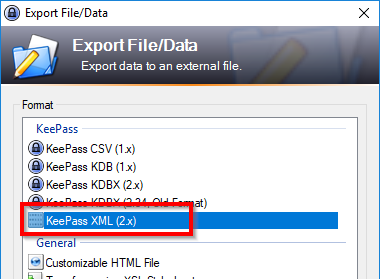 Export File/Data
Export File/Data
Export data to an external file.
Format
KeePass
KeePass CSV (1.x)
KeePass KDB (1.x)
KeePass KDBX (2.x)
KeePass KDBX (2.34, Old Format)
KeePass XML (2.x)
General
Customizable HTML File